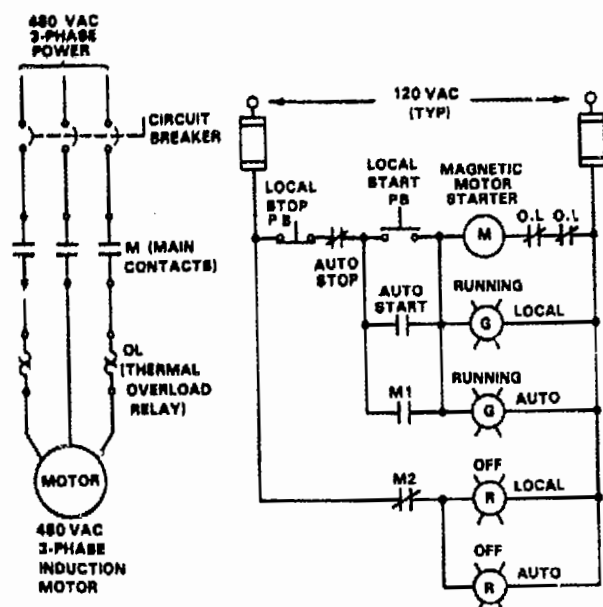 480 VAC
3-PHASE
POWER
CIRCUIT
BREAKER
M (MAIN
CONTACTS)
OL
(THERMAL
OVERLOAD
RELAY)
MOTOR
480 VAC
3-PHASE
INDUCTION
MOTOR
120 VAC
(TYP)
LOCAL
STOP
PB
AUTO
STOP
LOCAL
START
PB
MAGNETIC
MOTOR
STARTER
M
O.L
O.L
AUTO
START
RUNNING
G
LOCAL
M1
RUNNING
G
AUTO
M2
OFF
R
LOCAL
OFF
R
AUTO